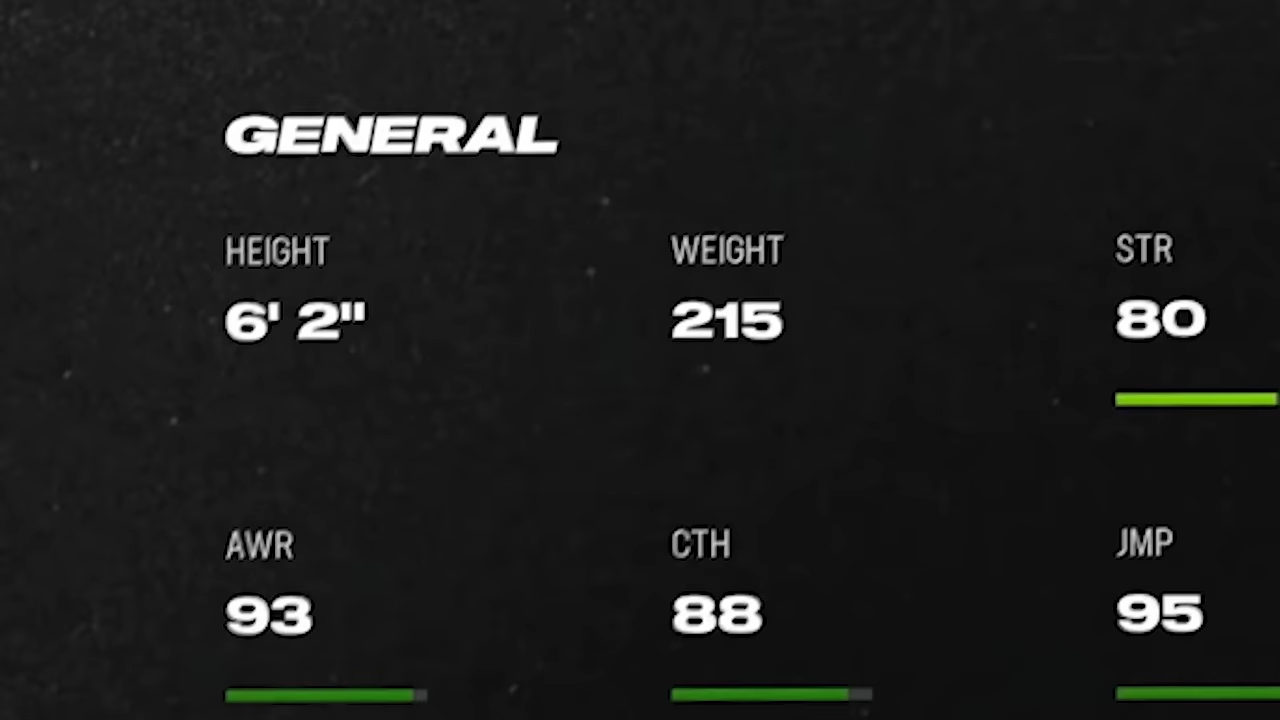 GENERAL
HEIGHT WEIGHT STR
6' 2" 215 80
AWR CTH JMP
93 88 95